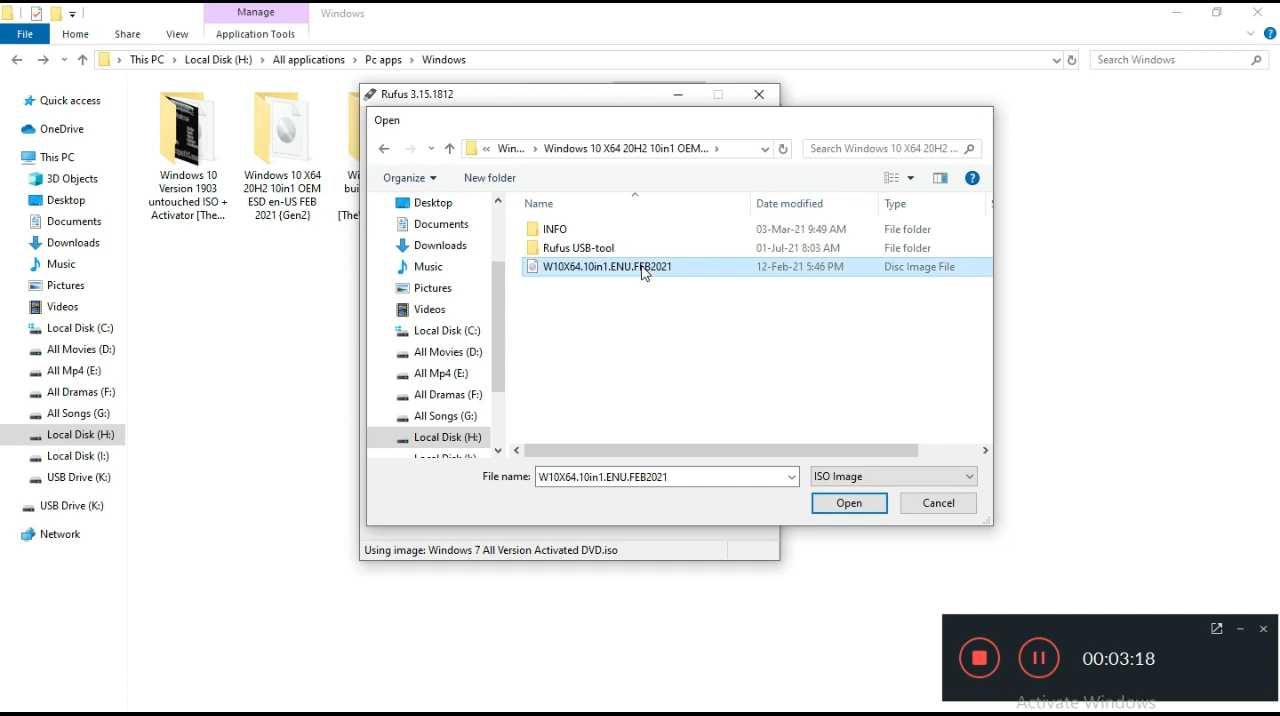 Manage
Windows
File
Home
Share
View
Application Tools
This PC > Local Disk (H:) > All applications > Pc apps > Windows
Search Windows
Quick access
OneDrive
This PC
3D Objects
Desktop
Documents
Downloads
Music
Pictures
Videos
Local Disk (C:)
All Movies (D:)
All Mp4 (E:)
All Dramas (F:)
All Songs (G:)
Local Disk (H:)
Local Disk (I:)
USB Drive (K:)
USB Drive (K:)
Network
Windows 10
Version 1903
untouched ISO +
Activator [The...
Windows 10 X64
20H2 10in1 OEM
ESD en-US FEB
2021 {Gen2}
Wi
bui
[The
Rufus 3.15.1812
Open
« Win... > Windows 10 X64 20H2 10in1 OEM... >
Search Windows 10 X64 20H2 ...
Organize
New folder
Desktop
Documents
Downloads
Music
Pictures
Videos
Local Disk (C:)
All Movies (D:)
All Mp4 (E:)
All Dramas (F:)
All Songs (G:)
Local Disk (H:)
Name
Date modified
Type
INFO
03-Mar-21 9:49 AM
File folder
Rufus USB-tool
01-Jul-21 8:03 AM
File folder
W10X64.10in1.ENU.FEB2021
12-Feb-21 5:46 PM
Disc Image File
File name:
W10X64.10in1.ENU.FEB2021
ISO Image
Open
Cancel
Using image: Windows 7 All Version Activated DVD.iso
00:03:18
Activate Windows